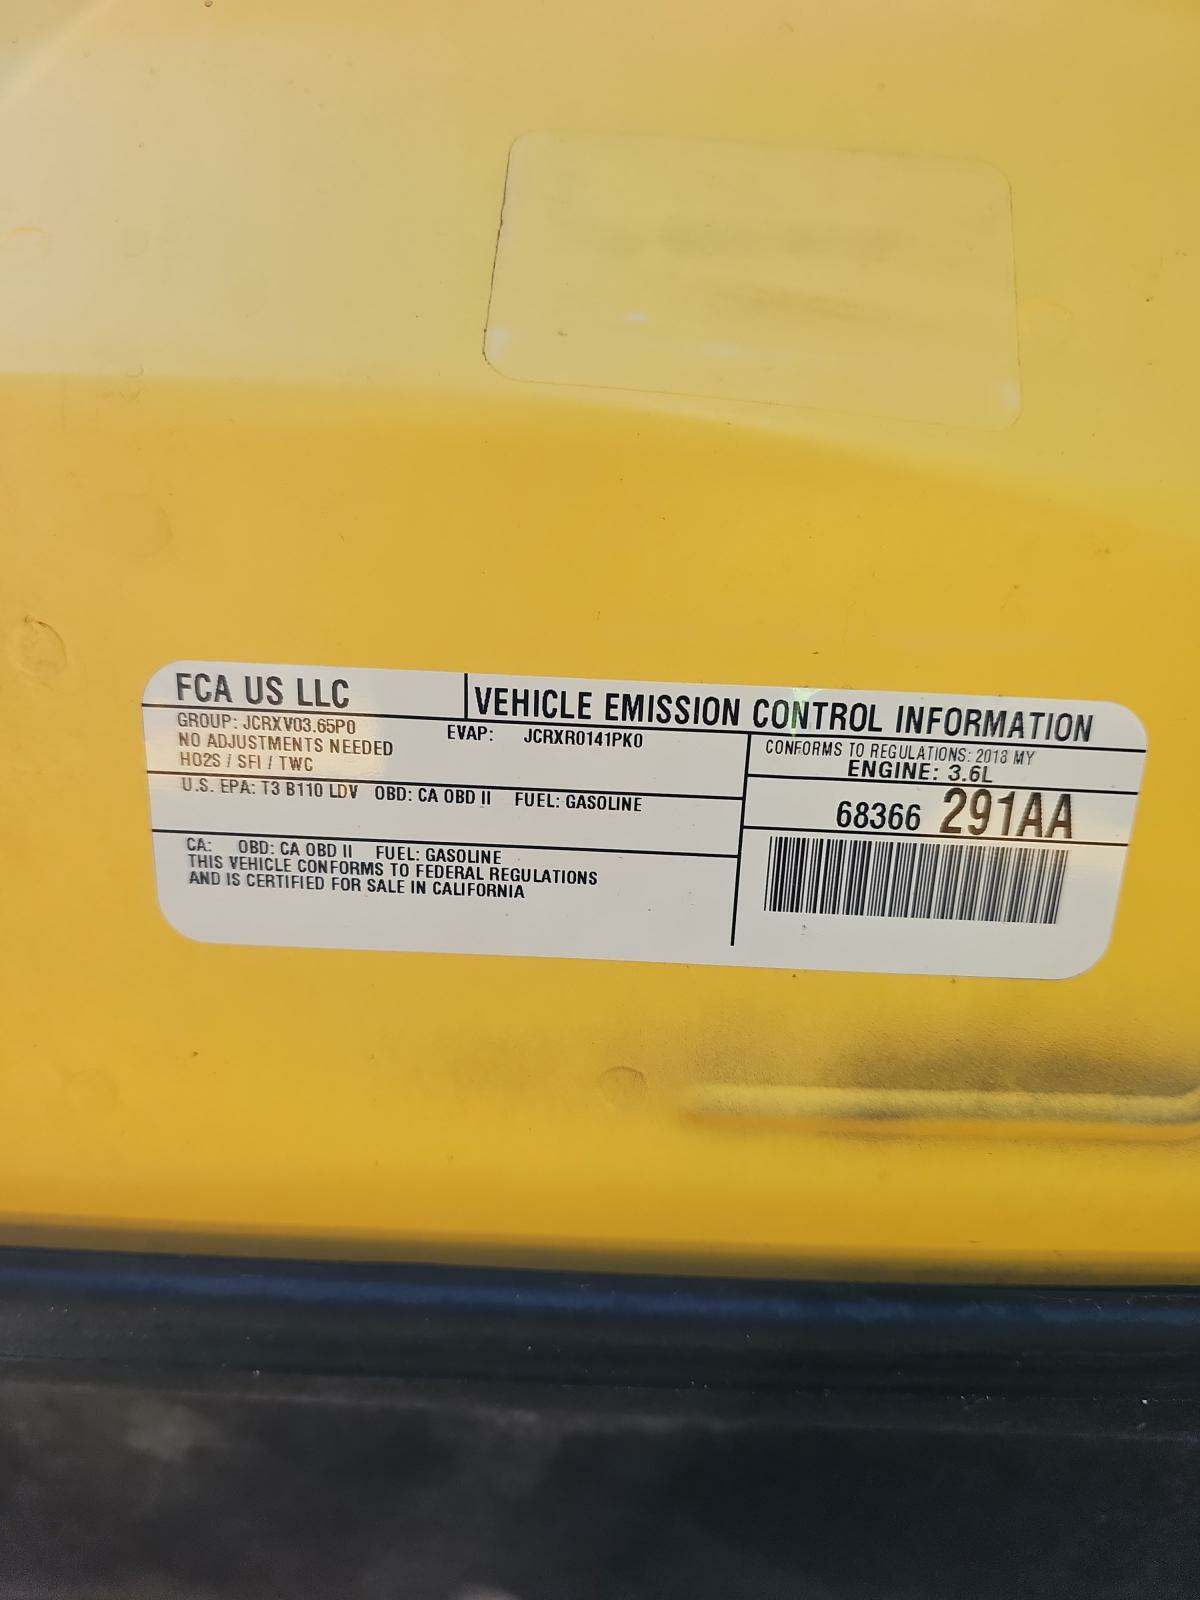 FCA US LLC
VEHICLE EMISSION CONTROL INFORMATION
GROUP: JCRXV03.65P0
EVAP: JCRXR0141PK0
NO ADJUSTMENTS NEEDED
HO2S / SFI / TWC
CONFORMS TO REGULATIONS: 2018 MY
ENGINE: 3.6L
U.S. EPA: T3 B110 LDV OBD: CA OBD II FUEL: GASOLINE
68366 291AA
CA: OBD: CA OBD II FUEL: GASOLINE
THIS VEHICLE CONFORMS TO FEDERAL REGULATIONS
AND IS CERTIFIED FOR SALE IN CALIFORNIA